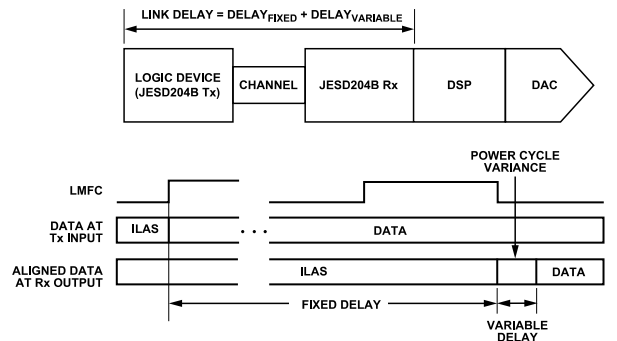 LINK DELAY = DELAYFIXED + DELAYVARIABLE
LOGIC DEVICE
(JESD204B Tx)
CHANNEL
JESD204B Rx
DSP
DAC
POWER CYCLE
VARIANCE
LMFC
DATA AT
Tx INPUT
ILAS
. . .
DATA
ALIGNED DATA
AT Rx OUTPUT
ILAS
DATA
FIXED DELAY
VARIABLE
DELAY